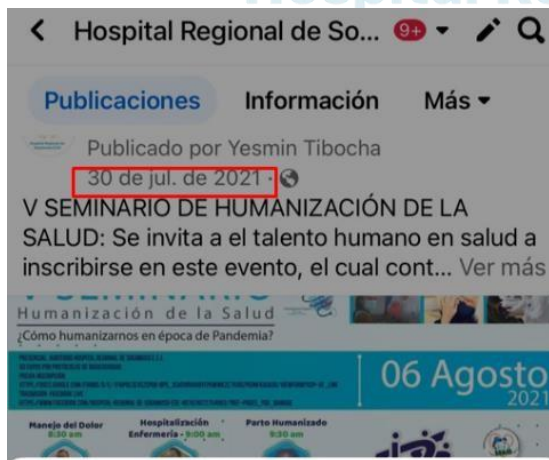 Hospital Regional de So... 9+
Publicaciones Información Más
Publicado por Yesmin Tibocha
30 de jul. de 2021 ·
V SEMINARIO DE HUMANIZACIÓN DE LA
SALUD: Se invita a el talento humano en salud a
inscribirse en este evento, el cual cont... Ver más
V SEMINARIO
Humanización de la Salud
¿Cómo humanizarnos en época de Pandemia?
06 Agosto
2021
Manejo del Dolor
8:30 am
Hospitalización
Enfermería - 9:00 am
Parto Humanizado
9:30 am